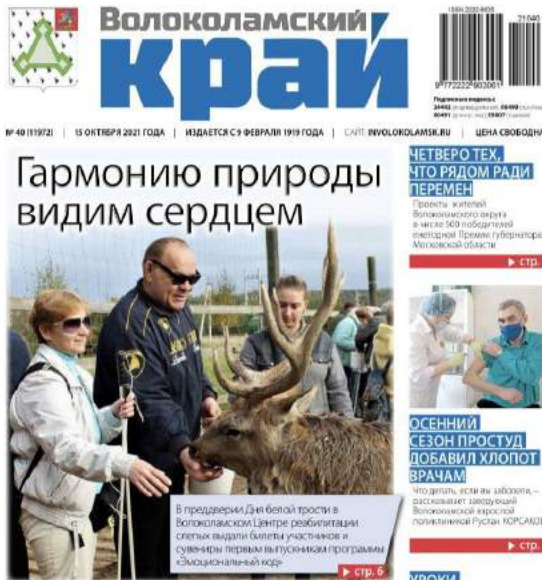 Волоколамский
край
21040
№ 40 (11972) | 15 ОКТЯБРЯ 2021 ГОДА | ИЗДАЕТСЯ С 9 ФЕВРАЛЯ 1919 ГОДА | САЙТ: INVOLOKOLAMSK.RU | ЦЕНА СВОБОДНА
Гармонию природы
видим сердцем
В преддверии Дня белой трости в
Волоколамском Центре реабилитации
слепых выдали билеты участников и
сувениры первым выпускникам программы
«Эмоциональный код»
стр. 6
ЧЕТВЕРО ТЕХ,
ЧТО РЯДОМ РАДИ
ПЕРЕМЕН
Проекты жителей
Волоколамского округа
в числе 500 победителей
ежегодной Премии губернатора
Московской области
стр.
ОСЕННИЙ
СЕЗОН ПРОСТУД
ДОБАВИЛ ХЛОПОТ
ВРАЧАМ
Что делать, если вы заболели, –
рассказывает заведующий
Волоколамской взрослой
поликлиникой Руслан КОРСАКОВ
стр.
УРОКИ